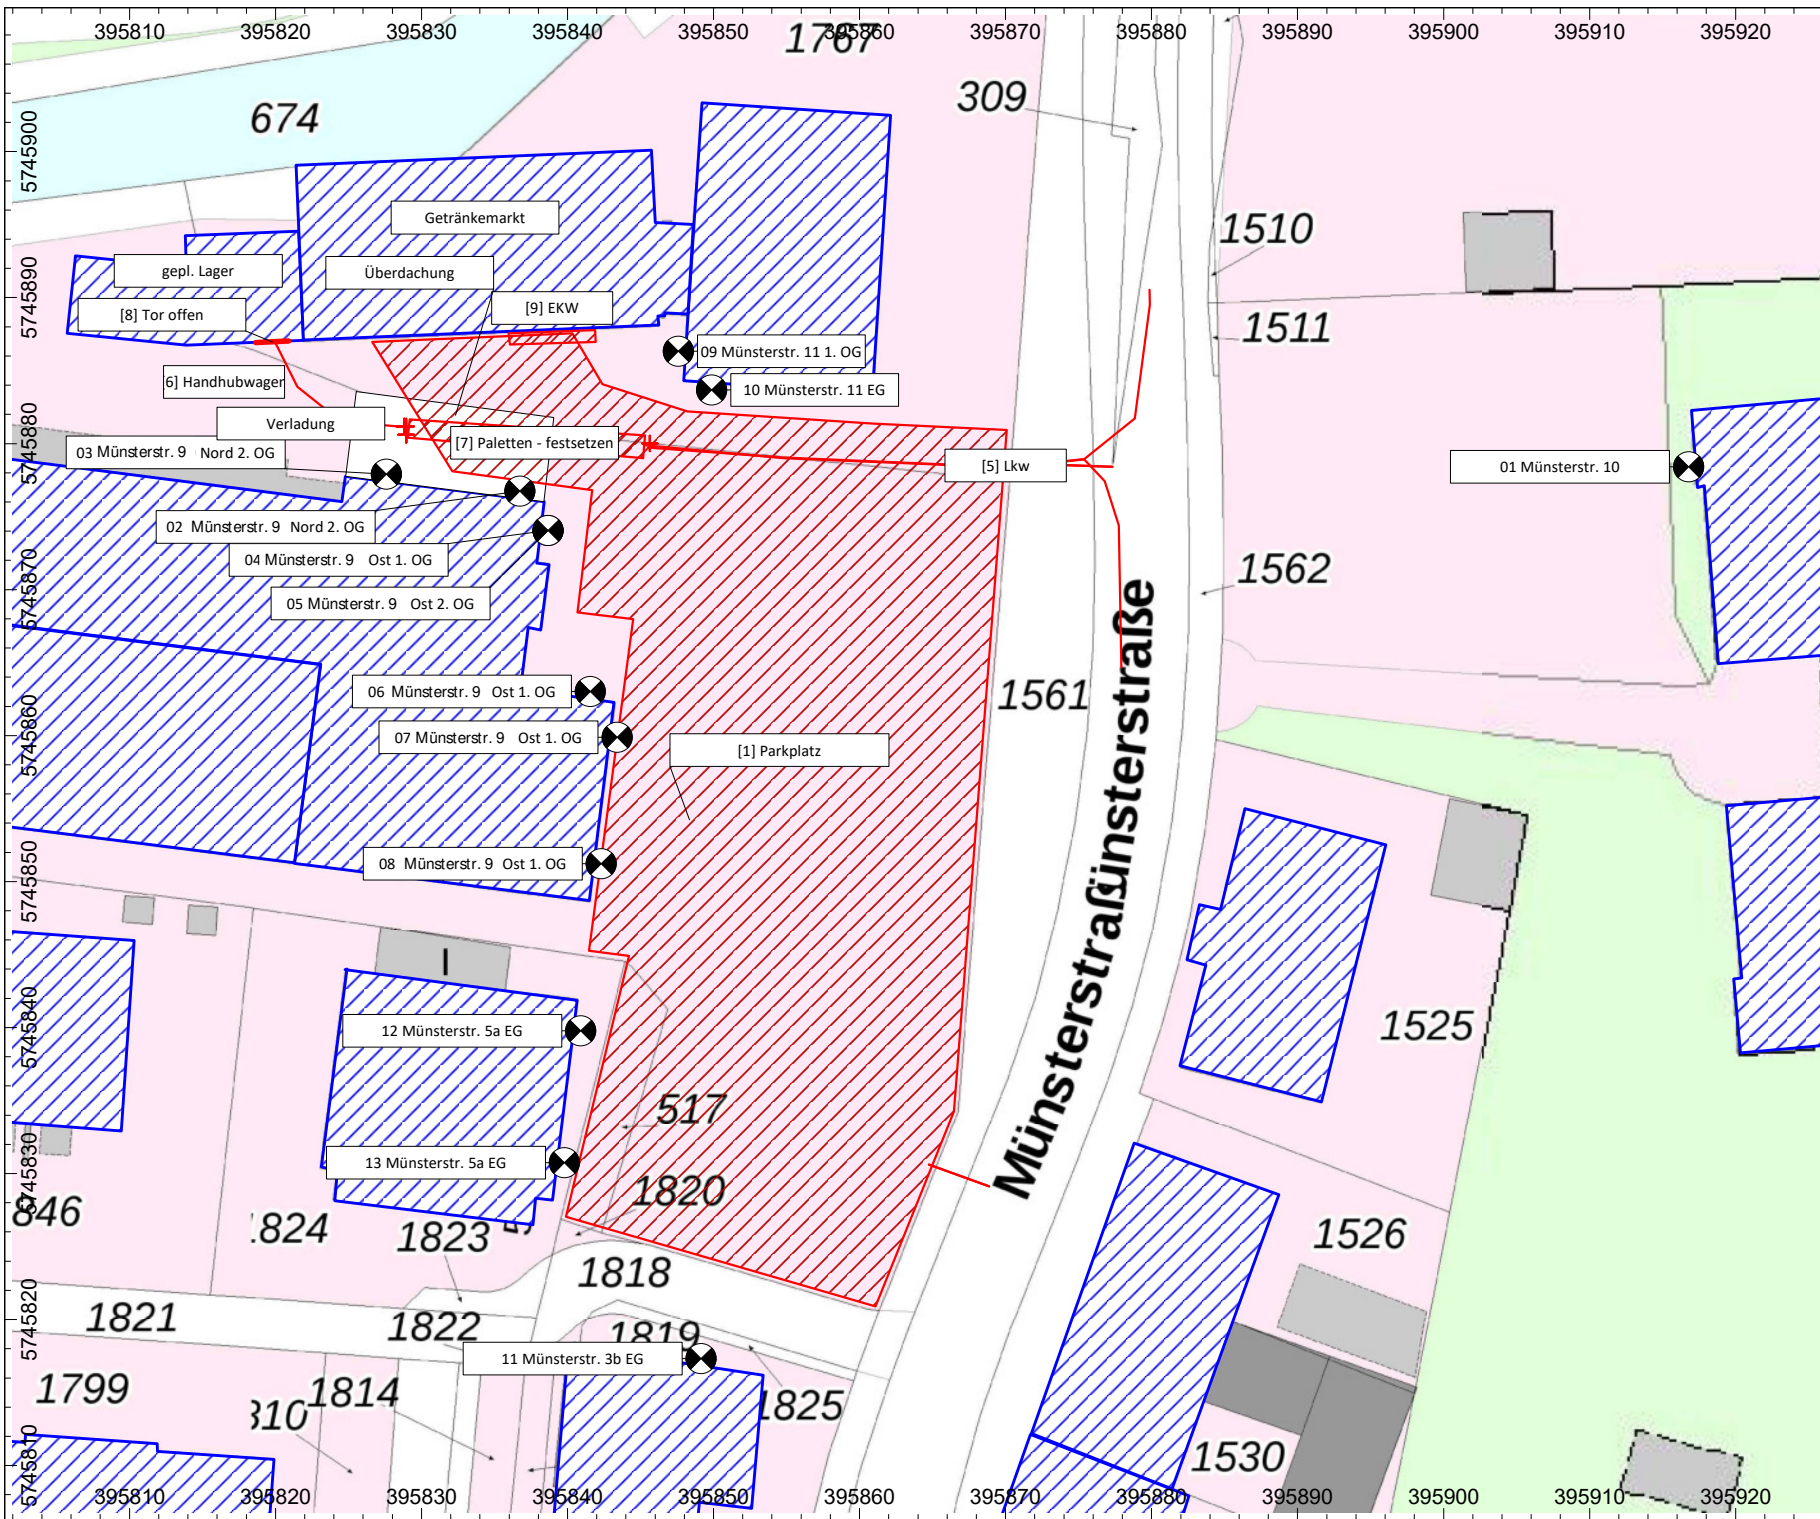 395810 395820 395830 395840 395850 395860 395870 395880 395890 395900 395910 395920
1767
309
674
5745900
Getränkemarkt
1510
gepl. Lager
Überdachung
5745890
[8] Tor offen
[9] EKW
1511
09 Münsterstr. 11 1. OG
6] Handhubwager
10 Münsterstr. 11 EG
Verladung
5745880
03 Münsterstr. 9 Nord 2. OG
[7] Paletten - festsetzen
[5] Lkw
01 Münsterstr. 10
02 Münsterstr. 9 Nord 2. OG
04 Münsterstr. 9 Ost 1. OG
5745870
1562
05 Münsterstr. 9 Ost 2. OG
06 Münsterstr. 9 Ost 1. OG
1561
5745860
07 Münsterstr. 9 Ost 1. OG
[1] Parkplatz
Münsterstraße
ünsterstraße
08 Münsterstr. 9 Ost 1. OG
5745850
I
12 Münsterstr. 5a EG
5745840
1525
517
13 Münsterstr. 5a EG
5745830
1820
846
1824
1823
1526
1818
5745820
1821
1822
1819
11 Münsterstr. 3b EG
1799
1814
310
1825
5745810
1530
395810 395820 395830 395840 395850 395860 395870 395880 395890 395900 395910 395920